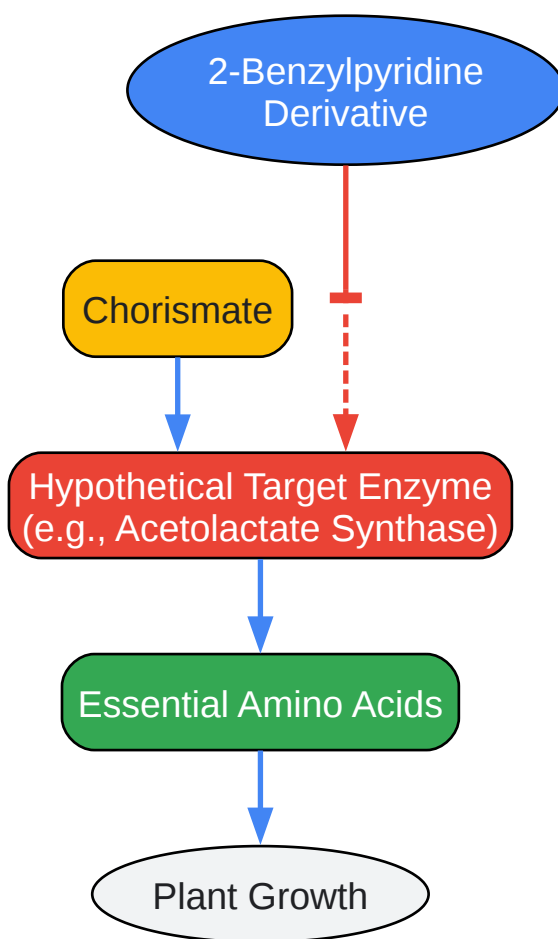 2-Benzylpyridine
Derivative
Chorismate
Hypothetical Target Enzyme
(e.g., Acetolactate Synthase)
Essential Amino Acids
Plant Growth